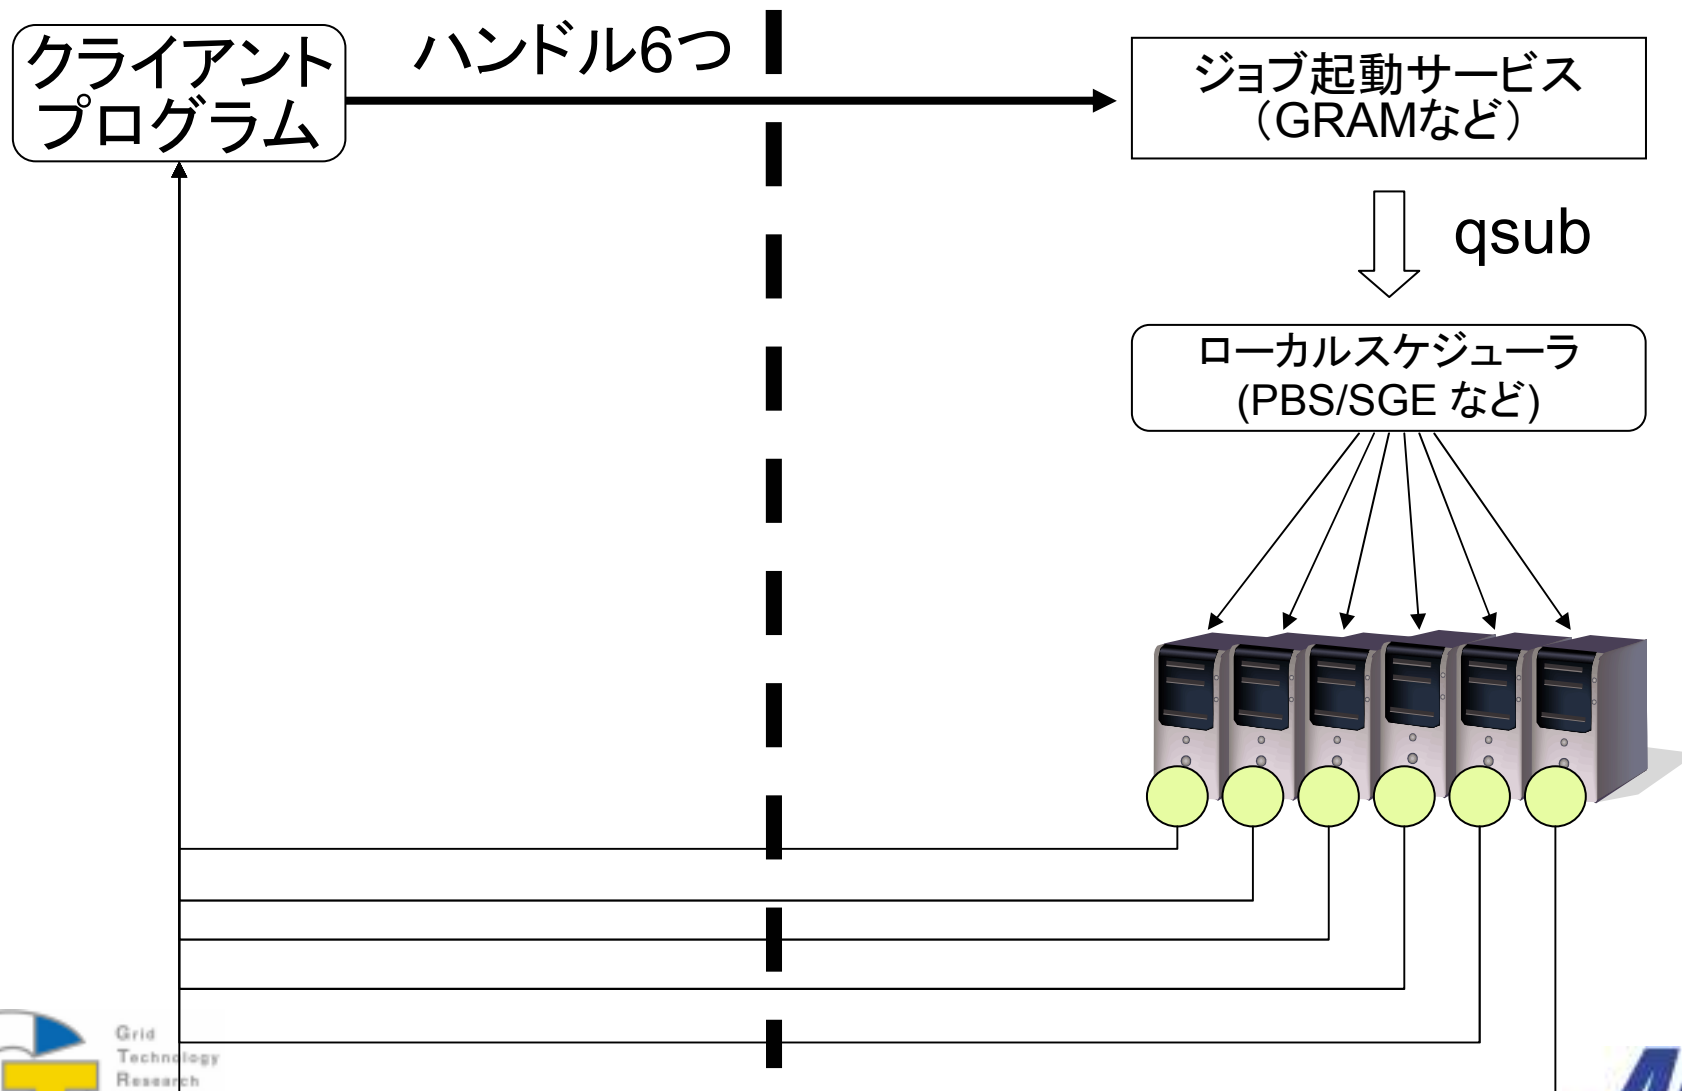 クライアント
プログラム
ハンドル6つ
ジョブ起動サービス
（GRAMなど）
qsub
ローカルスケジューラ
(PBS/SGE など)
Grid
Technology
Research